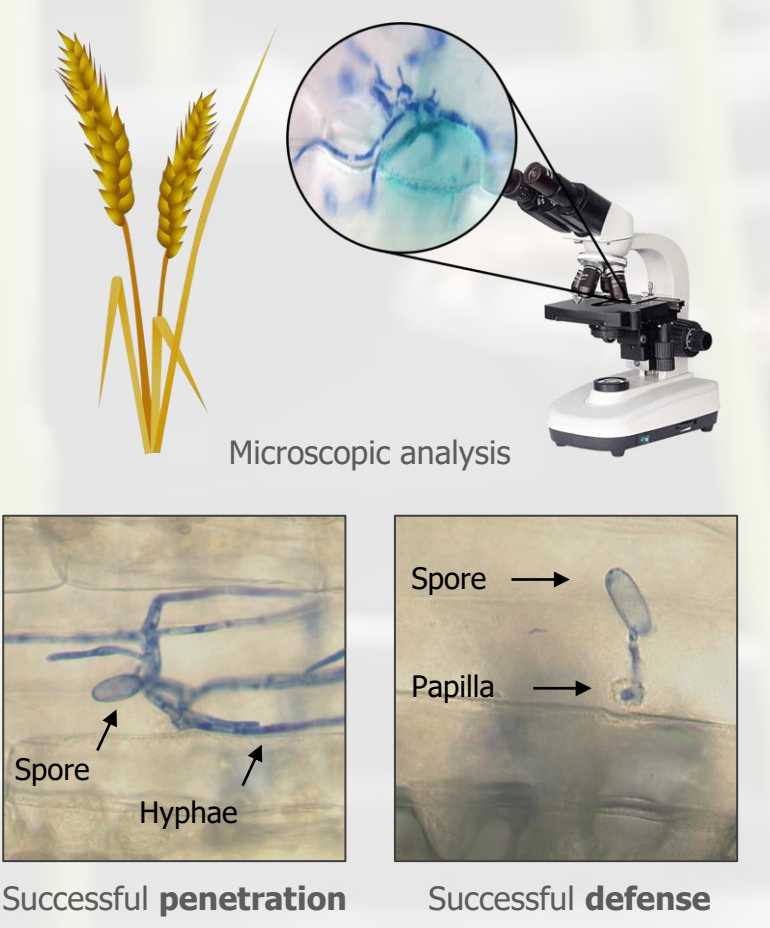 Microscopic analysis
Spore
Hyphae
Spore
Papilla
Successful penetration
Successful defense